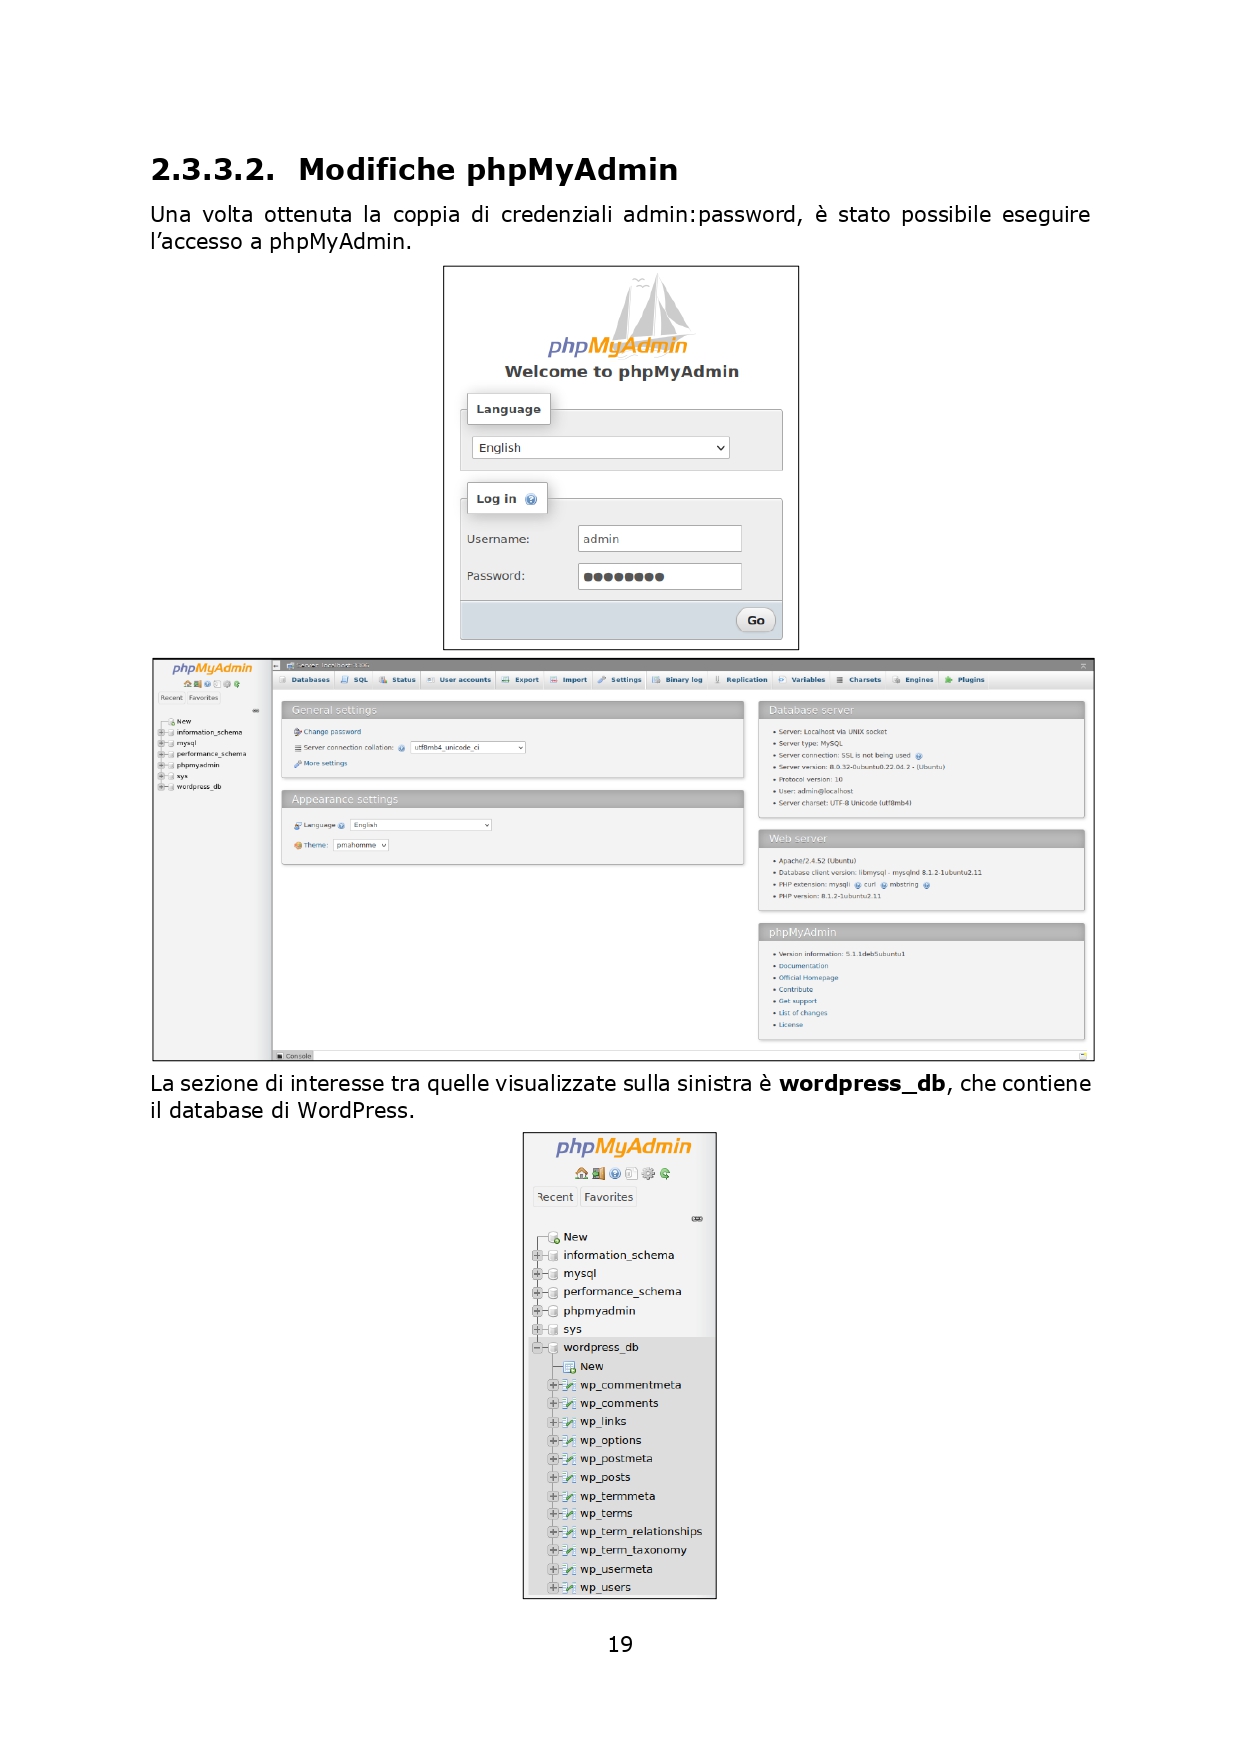 2.3.3.2. Modifiche phpMyAdmin
Una volta ottenuta la coppia di credenziali admin:password, è stato possibile eseguire
l’accesso a phpMyAdmin.
phpMyAdmin
Welcome to phpMyAdmin
Language
English
Log in
Username:
admin
Password:
Go
phpMyAdmin
Recent Favorites
New
information_schema
mysql
performance_schema
phpmyadmin
sys
wordpress_db
Server: localhost:3306
Databases SQL Status User accounts Export Import Settings Binary log Replication Variables Charsets Engines Plugins
General settings
Change password
Server connection collation: utf8mb4_unicode_ci
More settings
Appearance settings
Language English
Theme: pmahomme
Database server
• Server: Localhost via UNIX socket
• Server type: MySQL
• Server connection: SSL is not being used
• Server version: 8.0.32-0ubuntu0.22.04.2 - (Ubuntu)
• Protocol version: 10
• User: admin@localhost
• Server charset: UTF-8 Unicode (utf8mb4)
Web server
• Apache/2.4.52 (Ubuntu)
• Database client version: libmysql - mysqlnd 8.1.2-1ubuntu2.11
• PHP extension: mysqli curl mbstring
• PHP version: 8.1.2-1ubuntu2.11
phpMyAdmin
• Version information: 5.1.1deb5ubuntu1
• Documentation
• Official Homepage
• Contribute
• Get support
• List of changes
• License
Console
La sezione di interesse tra quelle visualizzate sulla sinistra è wordpress_db, che contiene
il database di WordPress.
phpMyAdmin
Recent Favorites
New
information_schema
mysql
performance_schema
phpmyadmin
sys
wordpress_db
New
wp_commentmeta
wp_comments
wp_links
wp_options
wp_postmeta
wp_posts
wp_termmeta
wp_terms
wp_term_relationships
wp_term_taxonomy
wp_usermeta
wp_users
19